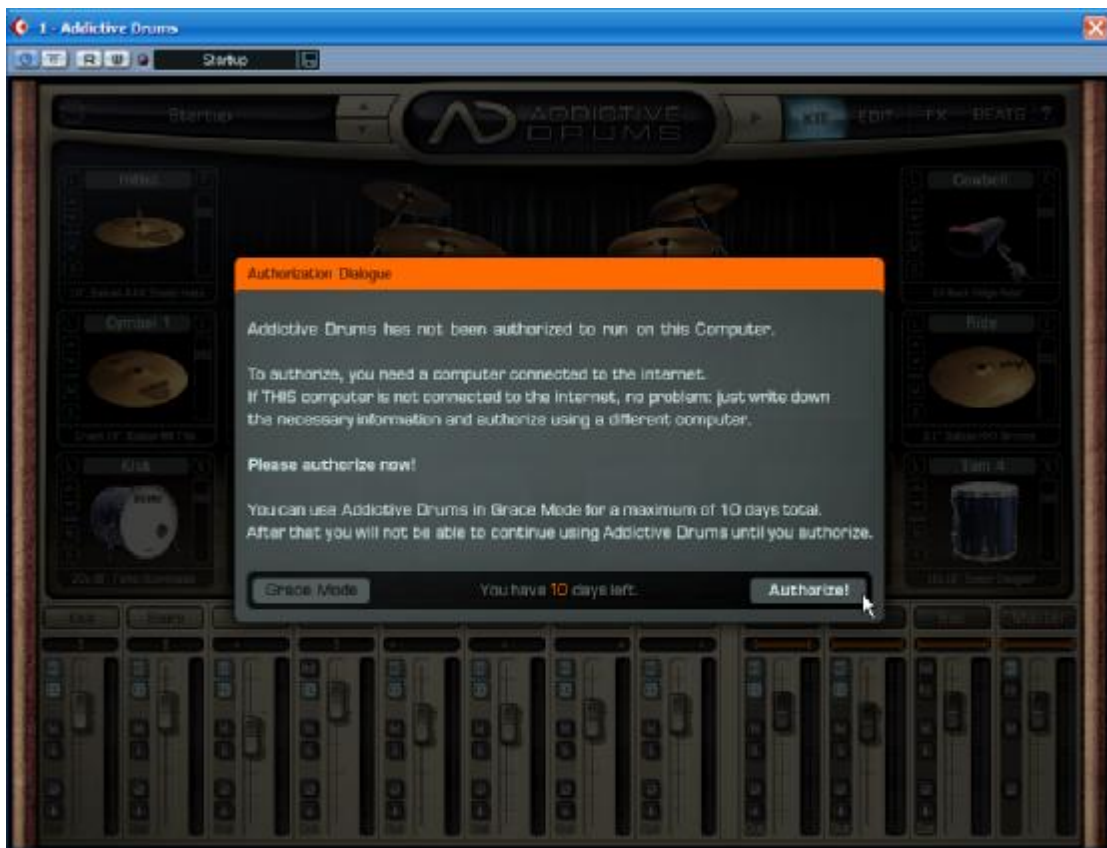 1 - Addictive Drums
R W Startup
Startup
ADDICTIVE DRUMS
KIT EDIT FX BEATS ?
Cowbell
Cymbal 1
Ride
Kick
Tom 4
Authorization Dialogue
Addictive Drums has not been authorized to run on this Computer.
To authorize, you need a computer connected to the internet.
If THIS computer is not connected to the internet, no problem: just write down
the necessary information and authorize using a different computer.
Please authorize now!
You can use Addictive Drums in Grace Mode for a maximum of 10 days total.
After that you will not be able to continue using Addictive Drums until you authorize.
Grace Mode
You have 10 days left.
Authorize!
Master